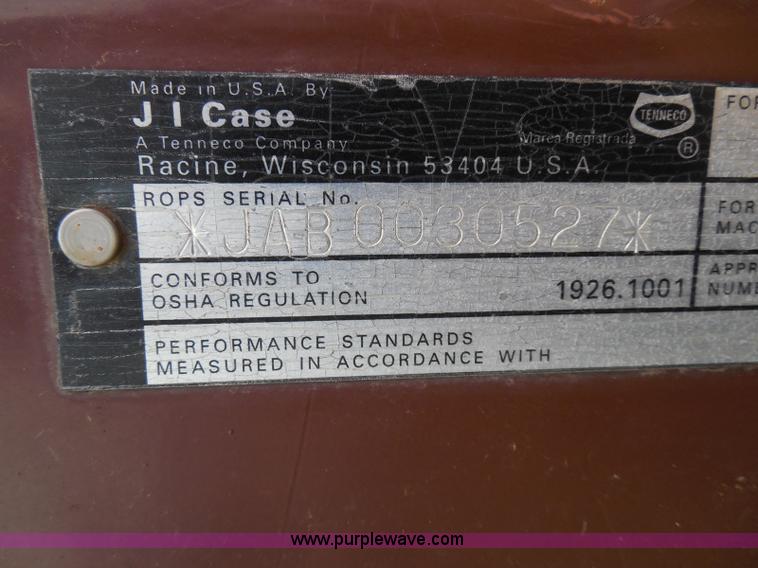 Made in U.S.A. By
J I Case
A Tenneco Company
Racine, Wisconsin 53404 U.S.A.
TENNECO
Marca Registrada
®
FOR
ROPS SERIAL No.
*JAB0030527*
FOR
MAC
CONFORMS TO
OSHA REGULATION
1926.1001
APPR
NUMB
PERFORMANCE STANDARDS
MEASURED IN ACCORDANCE WITH
www.purplewave.com